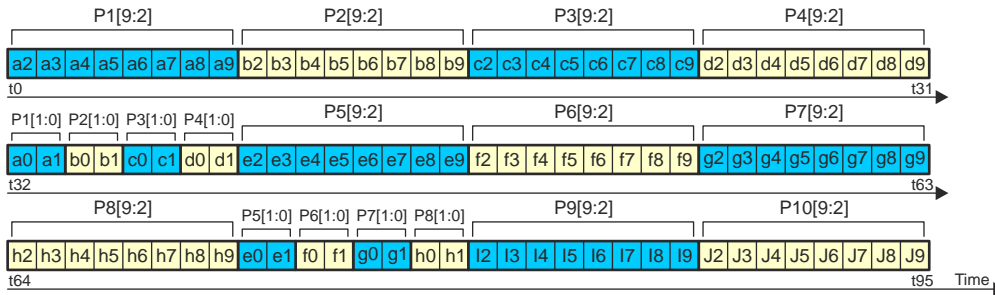 P1[9:2] P2[9:2] P3[9:2] P4[9:2]
a2 a3 a4 a5 a6 a7 a8 a9 b2 b3 b4 b5 b6 b7 b8 b9 c2 c3 c4 c5 c6 c7 c8 c9 d2 d3 d4 d5 d6 d7 d8 d9
t0 t31
P1[1:0] P2[1:0] P3[1:0] P4[1:0] P5[9:2] P6[9:2] P7[9:2]
a0 a1 b0 b1 c0 c1 d0 d1 e2 e3 e4 e5 e6 e7 e8 e9 f2 f3 f4 f5 f6 f7 f8 f9 g2 g3 g4 g5 g6 g7 g8 g9
t32 t63
P8[9:2] P5[1:0] P6[1:0] P7[1:0] P8[1:0] P9[9:2] P10[9:2]
h2 h3 h4 h5 h6 h7 h8 h9 e0 e1 f0 f1 g0 g1 h0 h1 I2 I3 I4 I5 I6 I7 I8 I9 J2 J3 J4 J5 J6 J7 J8 J9
t64 t95 Time